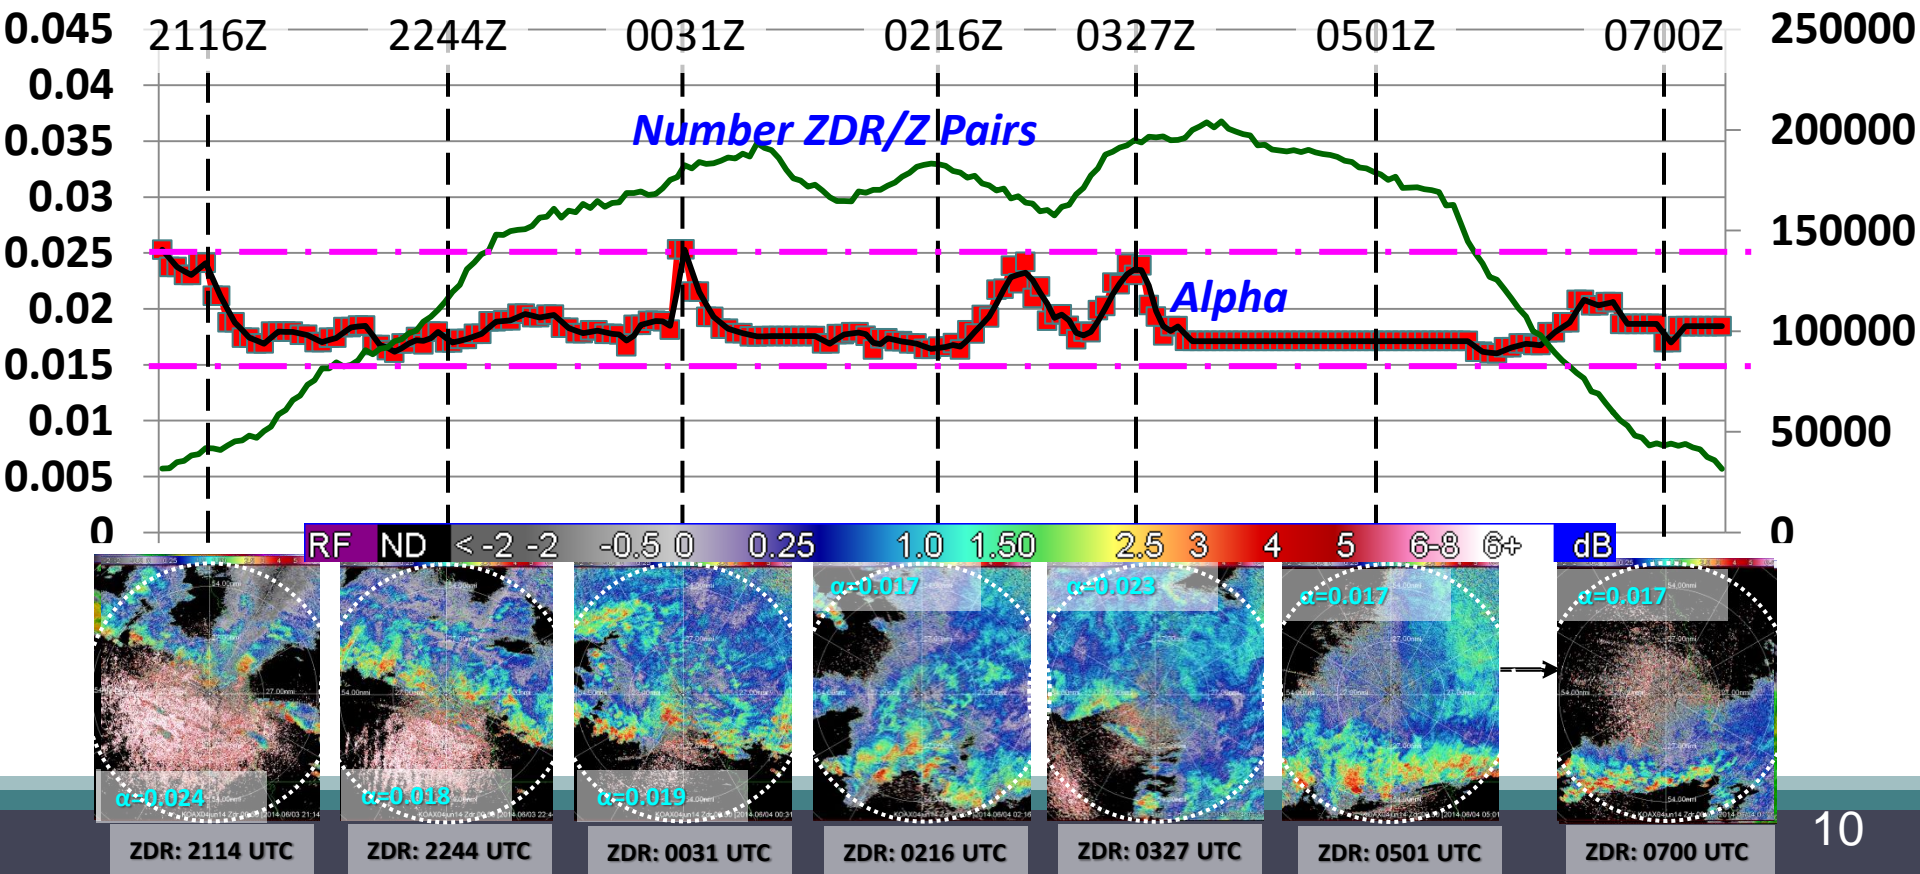 0.045 2116Z 2244Z 0031Z 0216Z 0327Z 0501Z 0700Z 250000
0.04
Number ZDR/Z Pairs
0.035 200000
0.03
0.025 150000
Alpha
0.02
0.015 100000
0.01
0.005 50000
0 0
RF ND < -2 -2 -0.5 0 0.25 1.0 1.50 2.5 3 4 5 6-8 6+ dB
α=0.017 α=0.023 α=0.017 α=0.017
α=0.024 α=0.018 α=0.019
10
ZDR: 2114 UTC ZDR: 2244 UTC ZDR: 0031 UTC ZDR: 0216 UTC ZDR: 0327 UTC ZDR: 0501 UTC ZDR: 0700 UTC